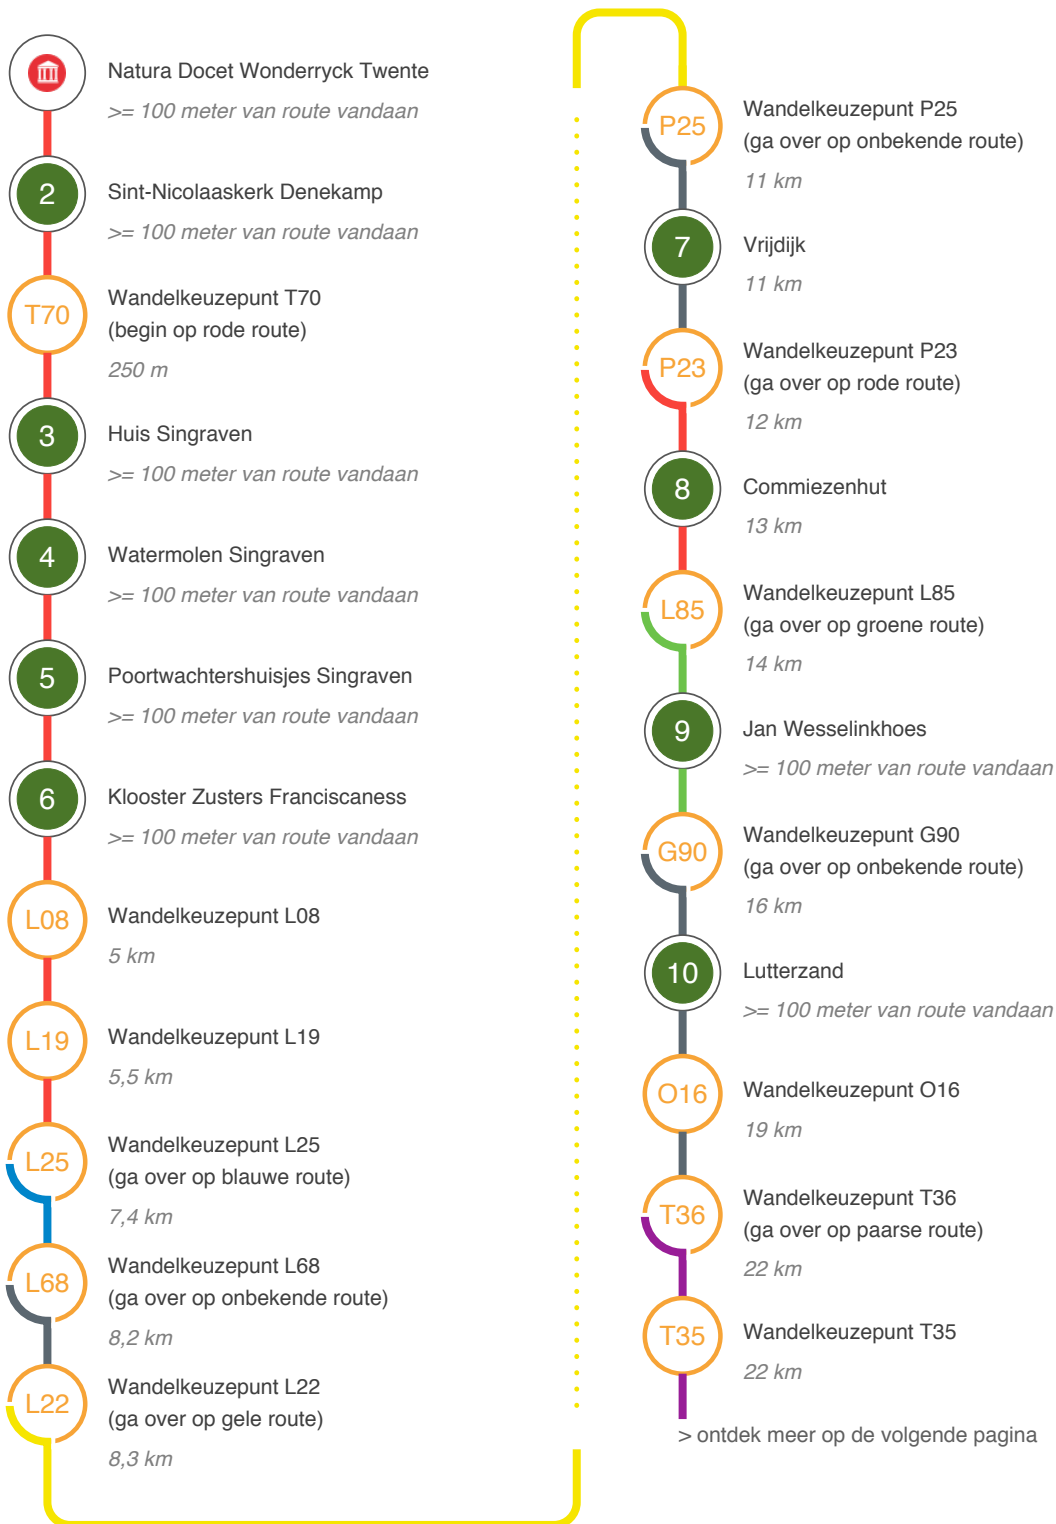 Natura Docet Wonderryck Twente
>= 100 meter van route vandaan
2
Sint-Nicolaaskerk Denekamp
>= 100 meter van route vandaan
T70
Wandelkeuzepunt T70
(begin op rode route)
250 m
3
Huis Singraven
>= 100 meter van route vandaan
4
Watermolen Singraven
>= 100 meter van route vandaan
5
Poortwachtershuisjes Singraven
>= 100 meter van route vandaan
6
Klooster Zusters Franciscaness
>= 100 meter van route vandaan
L08
Wandelkeuzepunt L08
5 km
L19
Wandelkeuzepunt L19
5,5 km
L25
Wandelkeuzepunt L25
(ga over op blauwe route)
7,4 km
L68
Wandelkeuzepunt L68
(ga over op onbekende route)
8,2 km
L22
Wandelkeuzepunt L22
(ga over op gele route)
8,3 km
P25
Wandelkeuzepunt P25
(ga over op onbekende route)
11 km
7
Vrijdijk
11 km
P23
Wandelkeuzepunt P23
(ga over op rode route)
12 km
8
Commiezenhut
13 km
L85
Wandelkeuzepunt L85
(ga over op groene route)
14 km
9
Jan Wesselinkhoes
>= 100 meter van route vandaan
G90
Wandelkeuzepunt G90
(ga over op onbekende route)
16 km
10
Lutterzand
>= 100 meter van route vandaan
O16
Wandelkeuzepunt O16
19 km
T36
Wandelkeuzepunt T36
(ga over op paarse route)
22 km
T35
Wandelkeuzepunt T35
22 km
> ontdek meer op de volgende pagina